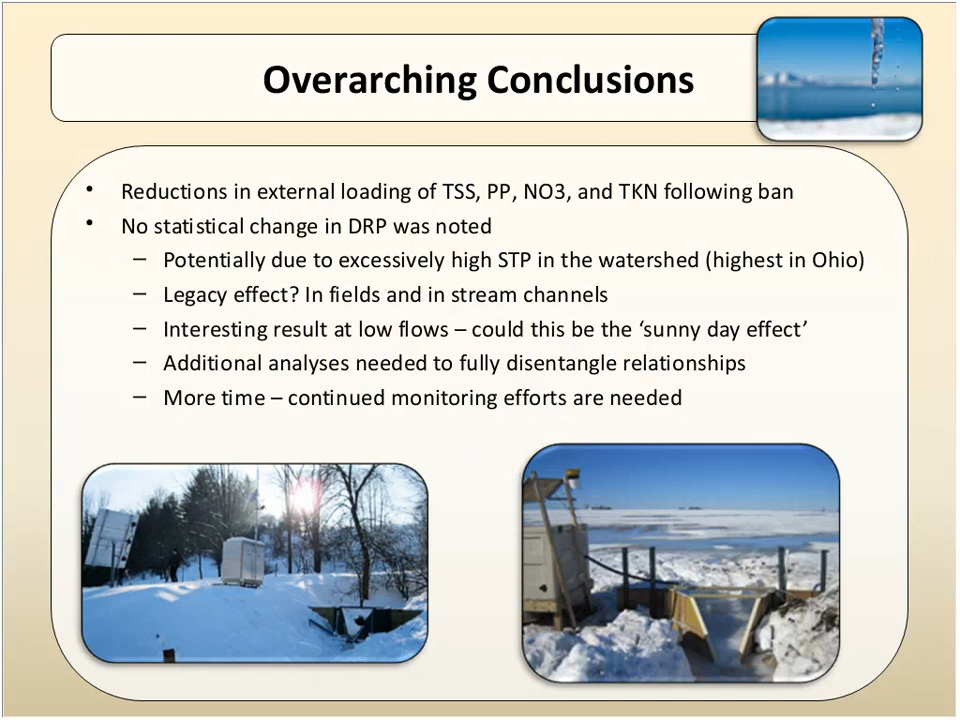 Overarching Conclusions
• Reductions in external loading of TSS, PP, NO3, and TKN following ban
• No statistical change in DRP was noted
– Potentially due to excessively high STP in the watershed (highest in Ohio)
– Legacy effect? In fields and in stream channels
– Interesting result at low flows – could this be the ‘sunny day effect’
– Additional analyses needed to fully disentangle relationships
– More time – continued monitoring efforts are needed